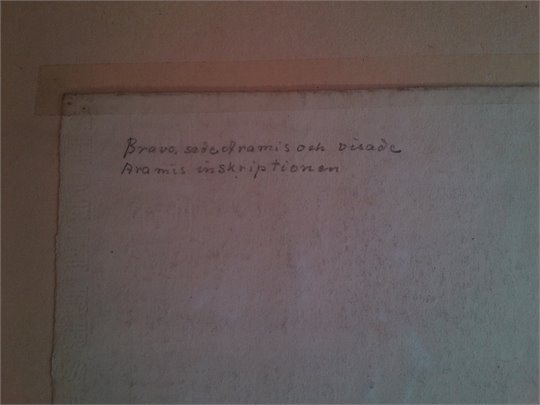 Bravo, sade Aramis och visade
Aramis inskriptionen